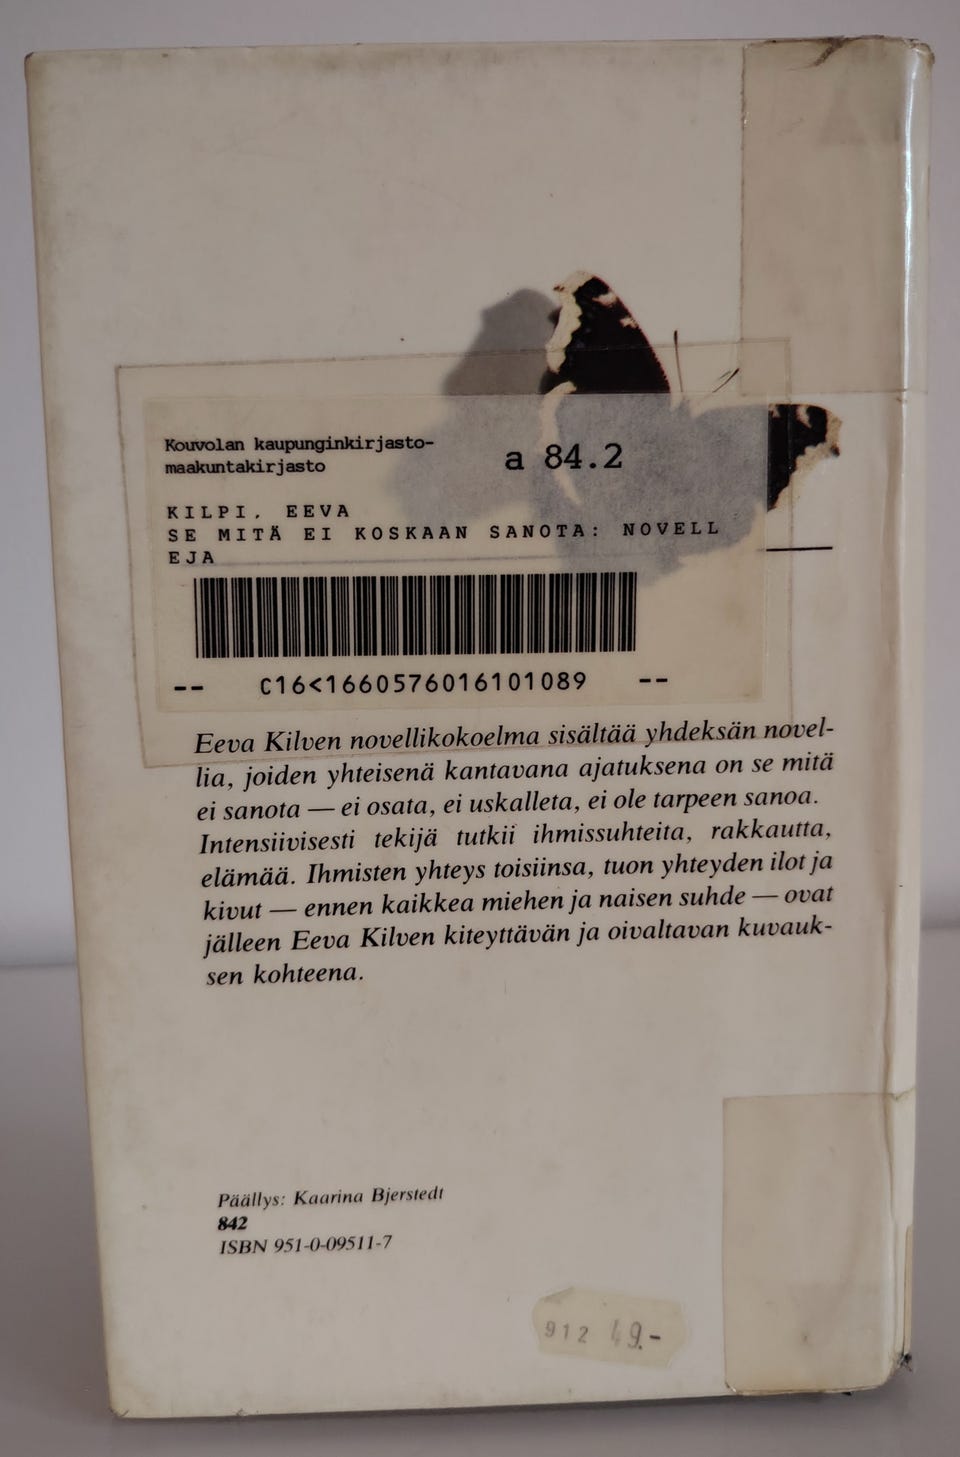 Kouvolan kaupunginkirjasto-
maakuntakirjasto
a 84.2
KILPI, EEVA
SE MITÄ EI KOSKAAN SANOTA: NOVELL
EJA
-- C16<1660576016101089 --
Eeva Kilven novellikokoelma sisältää yhdeksän novel-
lia, joiden yhteisenä kantavana ajatuksena on se mitä
ei sanota — ei osata, ei uskalleta, ei ole tarpeen sanoa.
Intensiivisesti tekijä tutkii ihmissuhteita, rakkautta,
elämää. Ihmisten yhteys toisiinsa, tuon yhteyden ilot ja
kivut — ennen kaikkea miehen ja naisen suhde — ovat
jälleen Eeva Kilven kiteyttävän ja oivaltavan kuvauk-
sen kohteena.
Päällys: Kaarina Bjerstedt
842
ISBN 951-0-09511-7
912 49.-